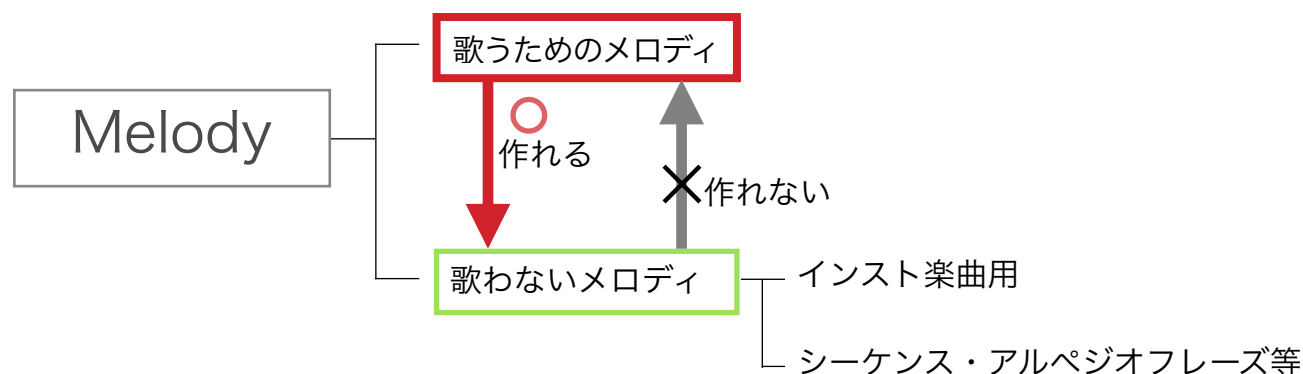 歌うためのメロディ
Melody
作れる
作れない
歌わないメロディ
インスト楽曲用
シーケンス・アルペジオフレーズ等